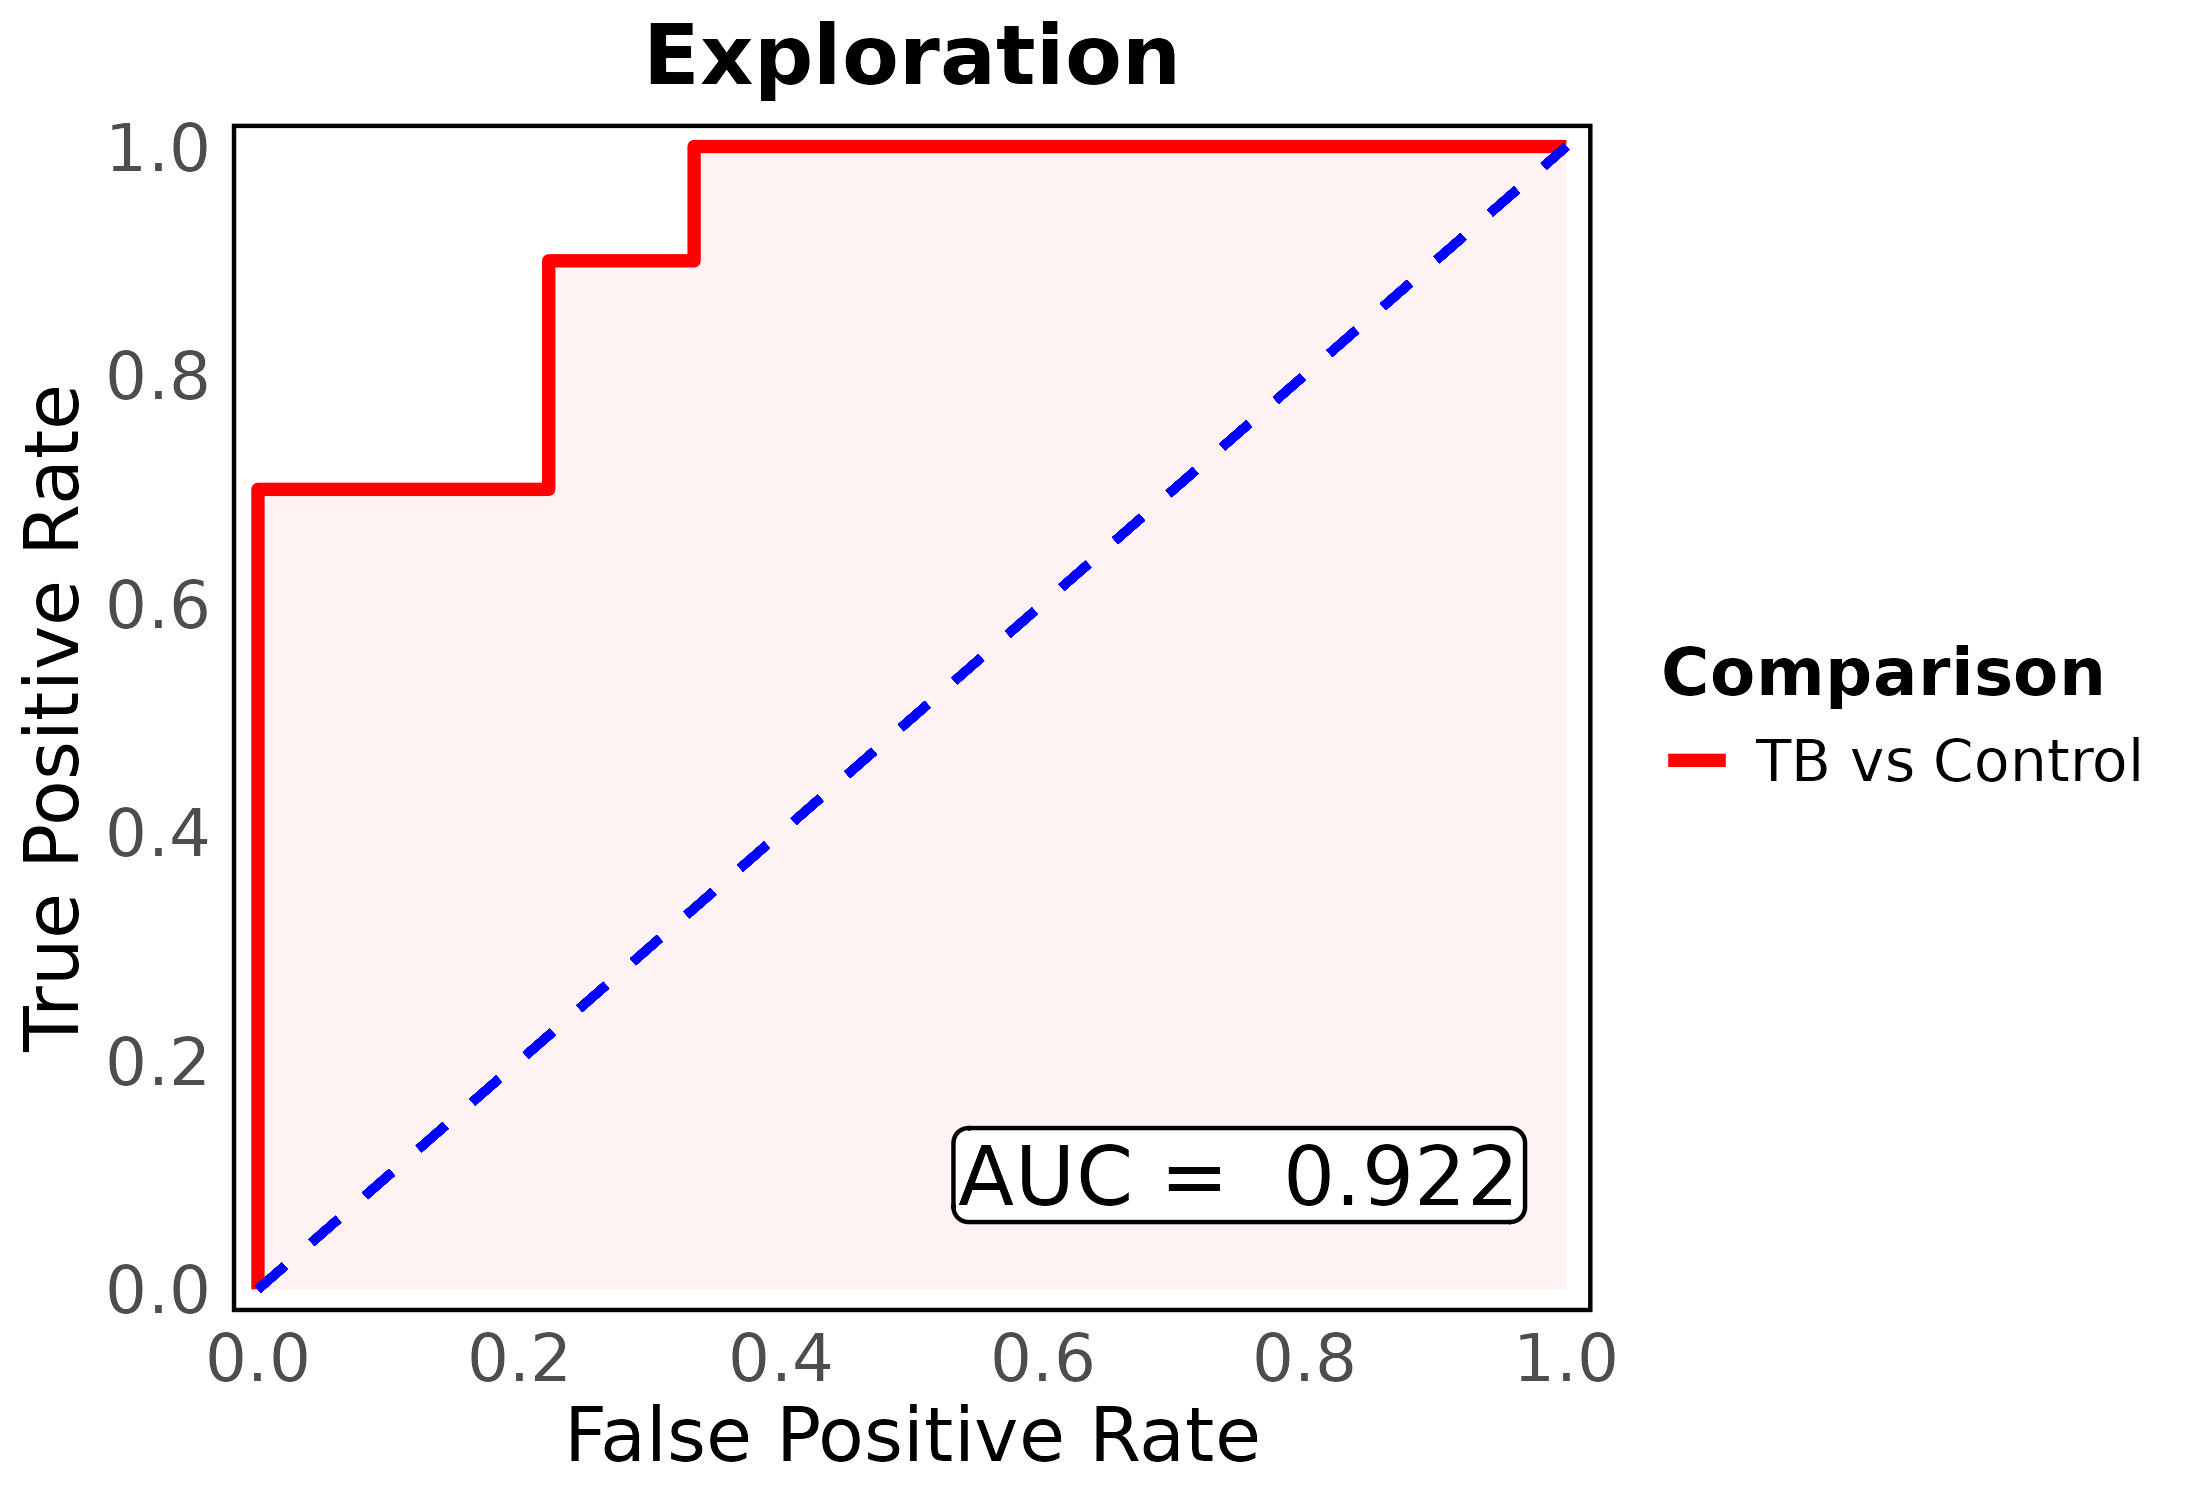 Exploration
1.0
0.8
0.6
0.4
0.2
0.0
True Positive Rate
AUC =  0.922
0.0 0.2 0.4 0.6 0.8 1.0
False Positive Rate
Comparison
TB vs Control